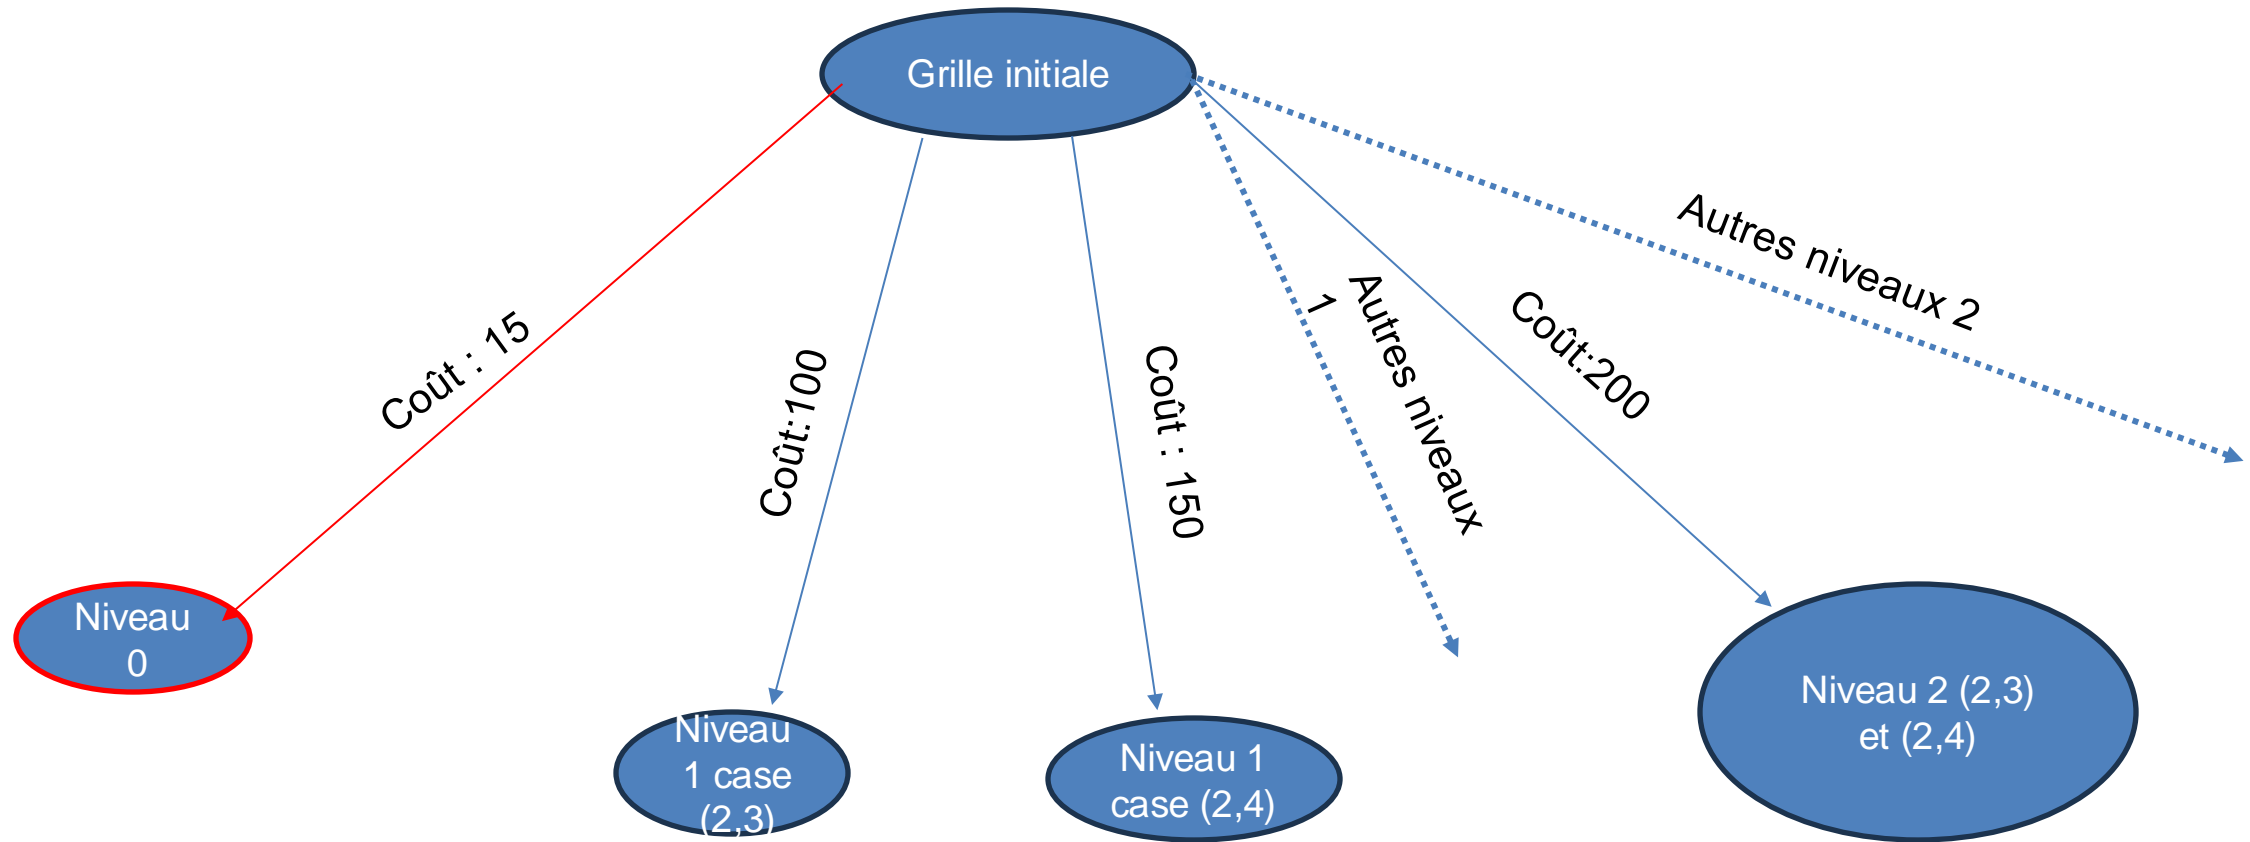 Grille initiale
Coût : 15
Coût:100
Coût : 150
Autres niveaux
1
Coût:200
Autres niveaux 2
Niveau
0
Niveau
1 case
(2,3)
Niveau 1
case (2,4)
Niveau 2 (2,3)
et (2,4)